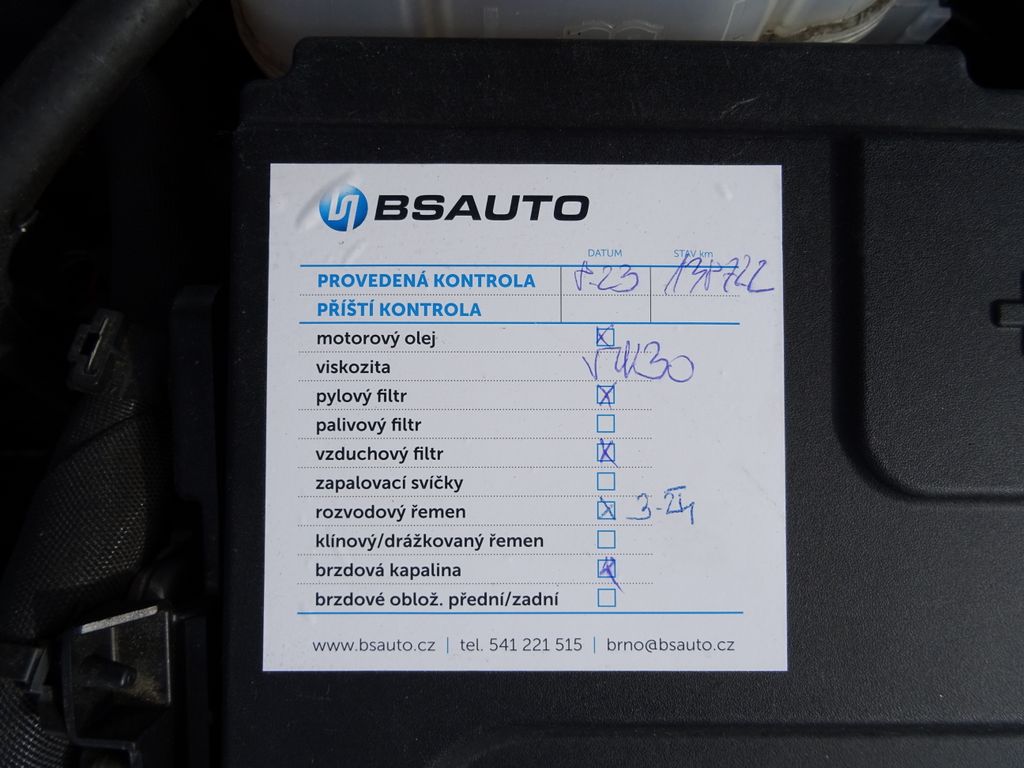 BSAUTO
DATUM STAV km
PROVEDENÁ KONTROLA 8-23
PŘÍŠTÍ KONTROLA
motorový olej
viskozita
pylový filtr
palivový filtr
vzduchový filtr
zapalovací svíčky
rozvodový řemen
klínový/drážkovaný řemen
brzdová kapalina
brzdové oblož. přední/zadní
www.bsauto.cz | tel. 541 221 515 | brno@bsauto.cz